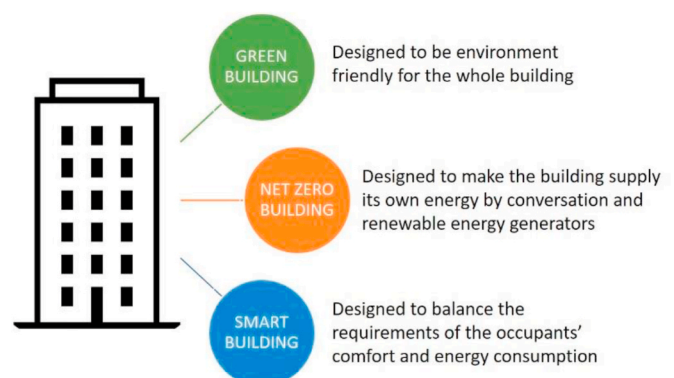 GREEN
BUILDING
Designed to be environment
friendly for the whole building
NET ZERO
BUILDING
Designed to make the building supply
its own energy by conversation and
renewable energy generators
SMART
BUILDING
Designed to balance the
requirements of the occupants'
comfort and energy consumption